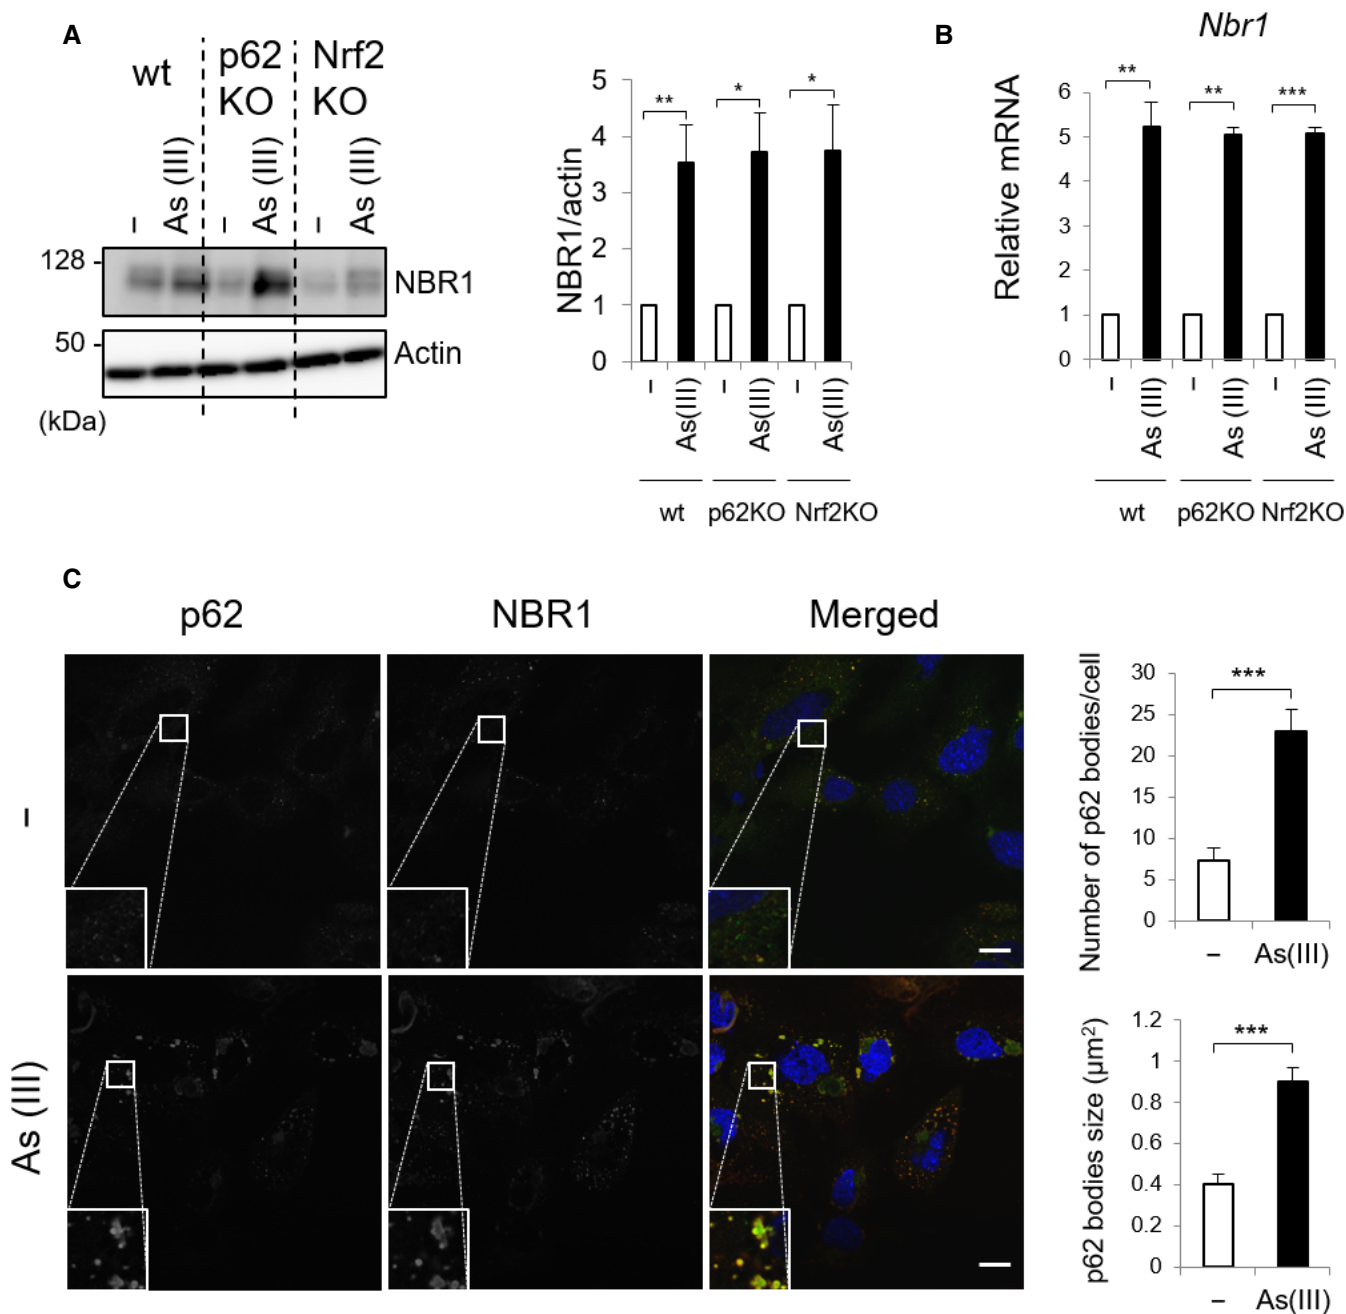 A
wt
p62
KO
Nrf2
KO
–
As (III)
–
As (III)
–
As (III)
128
NBR1
50
Actin
(kDa)
NBR1/actin
5
4
3
2
1
0
**
*
*
–
As(III)
–
As(III)
–
As(III)
wt
p62KO
Nrf2KO
B
Nbr1
Relative mRNA
6
5
4
3
2
1
0
**
**
***
–
As (III)
–
As (III)
–
As (III)
wt
p62KO
Nrf2KO
C
p62
NBR1
Merged
–
As (III)
Number of p62 bodies/cell
30
25
20
15
10
5
0
***
–
As(III)
p62 bodies size (μm²)
1.2
1
0.8
0.6
0.4
0.2
0
***
–
As(III)